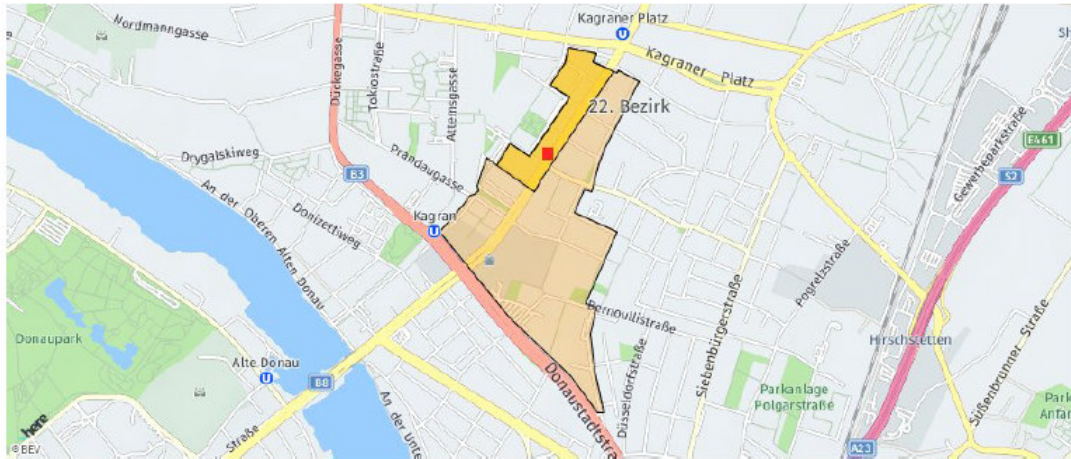 Kagraner Platz
U
Nordmanngasse
Kagraner Platz
Dückegasse
Tokiostraße
Attemsgasse
22. Bezirk
E461
Gewerbeparkstraße
S2
Drygalskiweg
Prandaugasse
B3
An der Oberen Alten Donau
Donizettiweg
Kagran
U
Pogrelzstraße
Siebenbürgerstraße
Bernoullistraße
Hirschstetten
Donaupark
Alte Donau
U
B8
Donaustadtstra
Düsseldorfstraße
Parkanlage
Polgarstraße
Süßenbrunner Straße
Park
Anfan
An der Unte
Straße
here
© BEV
A23